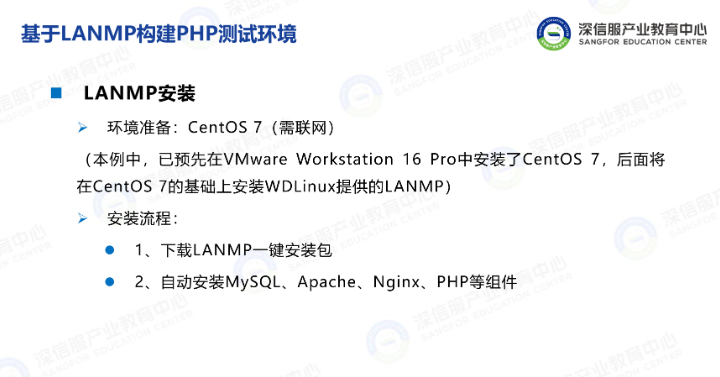 基于LANMP构建PHP测试环境
深信服产业教育中心
SANGFOR EDUCATION CENTER
LANMP安装
环境准备：CentOS 7（需联网）
（本例中，已预先在VMware Workstation 16 Pro中安装了CentOS 7，后面将
在CentOS 7的基础上安装WDLinux提供的LANMP）
安装流程：
1、下载LANMP一键安装包
2、自动安装MySQL、Apache、Nginx、PHP等组件